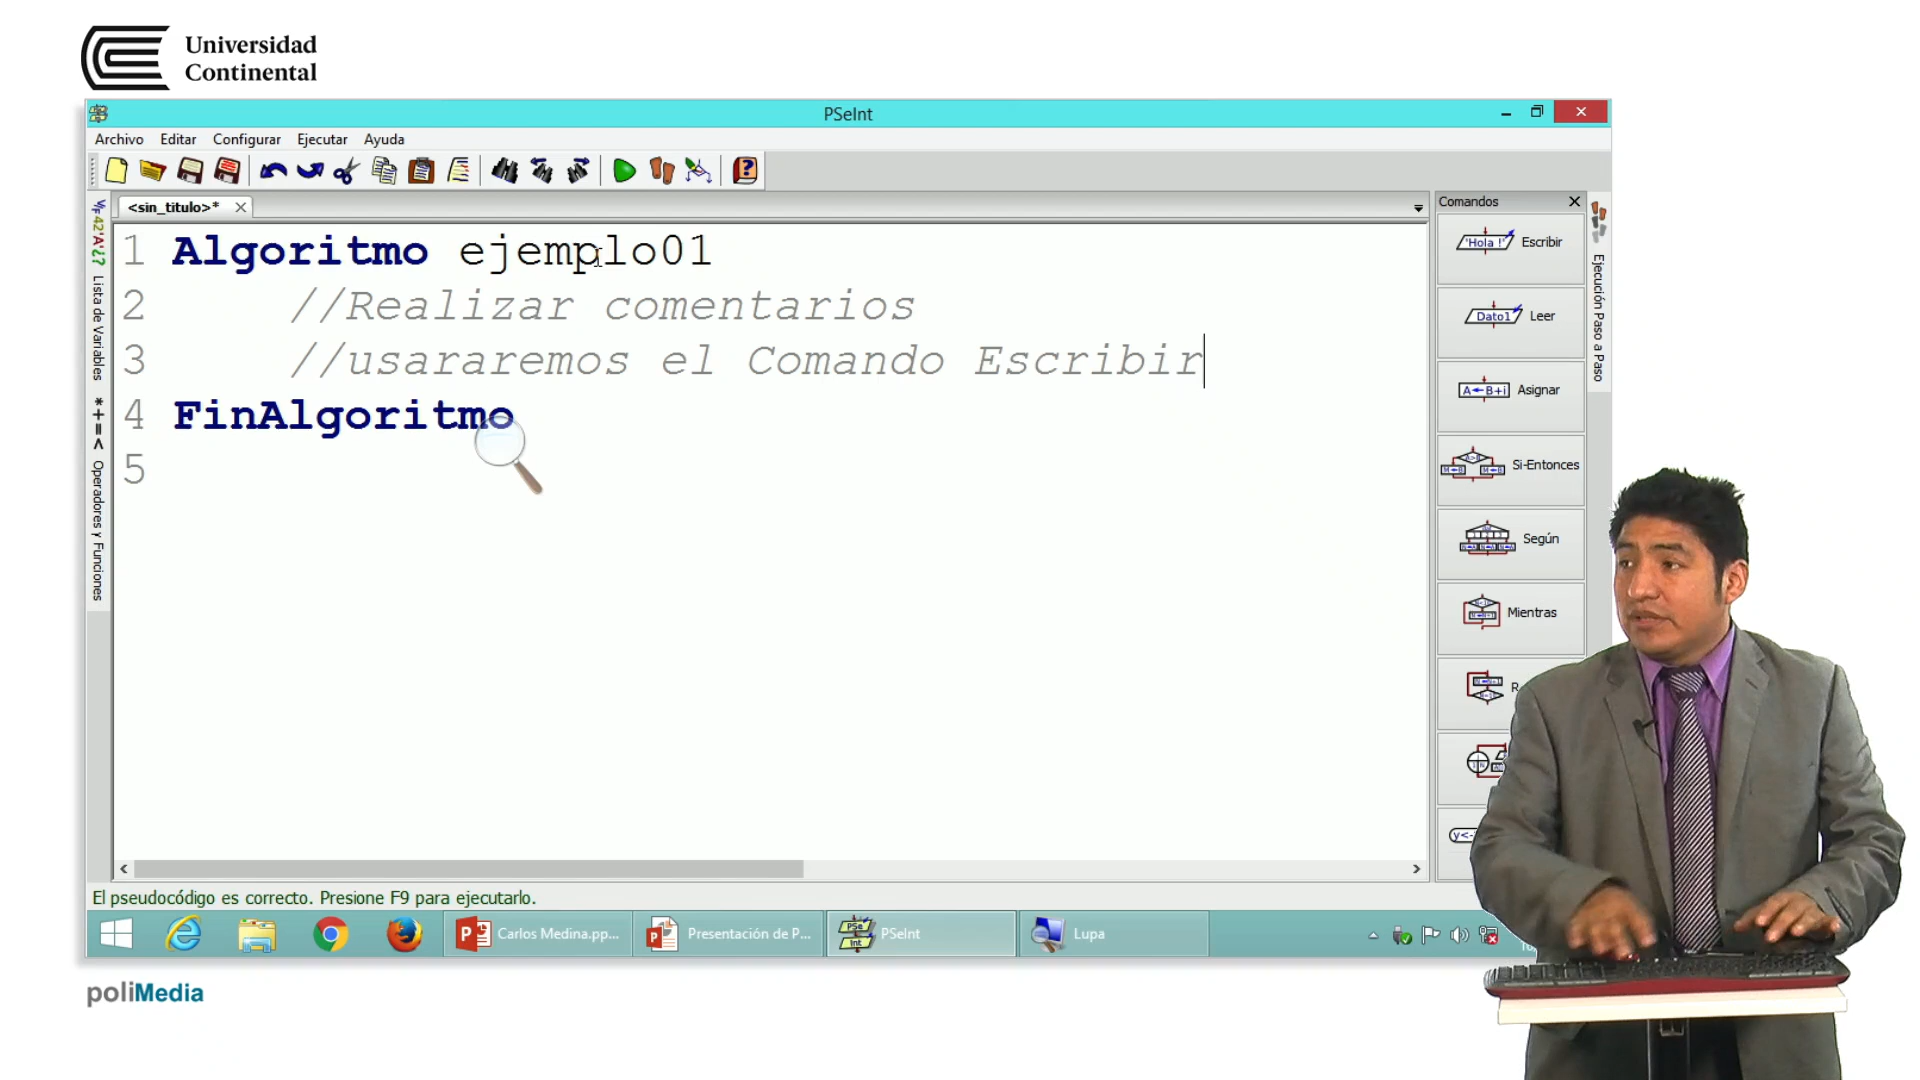 Universidad
Continental
PSeInt
Archivo Editar Configurar Ejecutar Ayuda
<sin_titulo>*
Comandos
1 Algoritmo ejemplo01
2 //Realizar comentarios
3 //usararemos el Comando Escribir
4 FinAlgoritmo
5
Lista de Variables
*+=<
Operadores y Funciones
'Hola !' Escribir
Dato1 Leer
A←B+i Asignar
Si-Entonces
Según
Mientras
Ejecución Paso a Paso
El pseudocódigo es correcto. Presione F9 para ejecutarlo.
Carlos Medina.pp...
Presentación de P...
PSeInt
Lupa
poliMedia